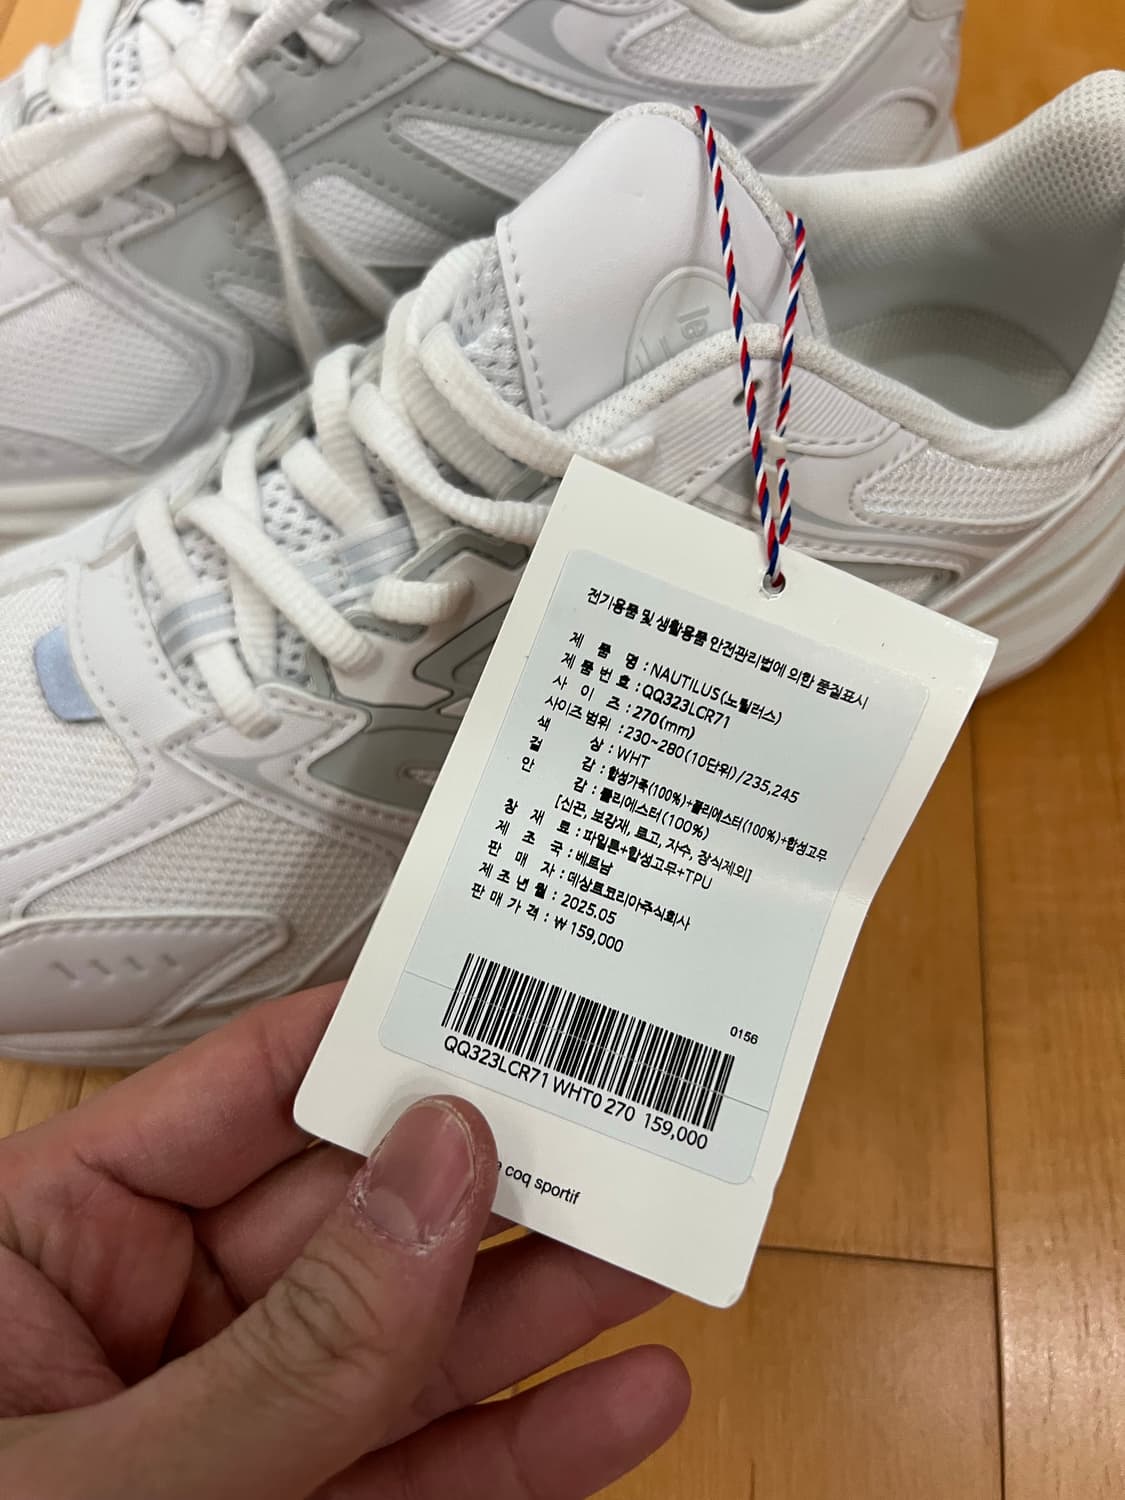 전기용품 및 생활용품 안전관리법에 의한 품질표시
제 품 명 : NAUTILUS(노틸러스)
제 품 번 호 : QQ323LCR71
사 이 즈 : 270(mm)
사이즈 범위 : 230~280(10단위)/235,245
색 상 : WHT
겉 감 : 합성가죽(100%)+폴리에스터(100%)+합성고무
안 감 : 폴리에스터(100%)
[신끈, 보강재, 로고, 자수, 장식제외]
창 재 료 : 파일론+합성고무+TPU
제 조 국 : 베트남
판 매 자 : 데상트코리아주식회사
제 조 년 월 : 2025.05
판 매 가 격 : ₩ 159,000
0156
QQ323LCR71 WHT0 270 159,000
coq sportif